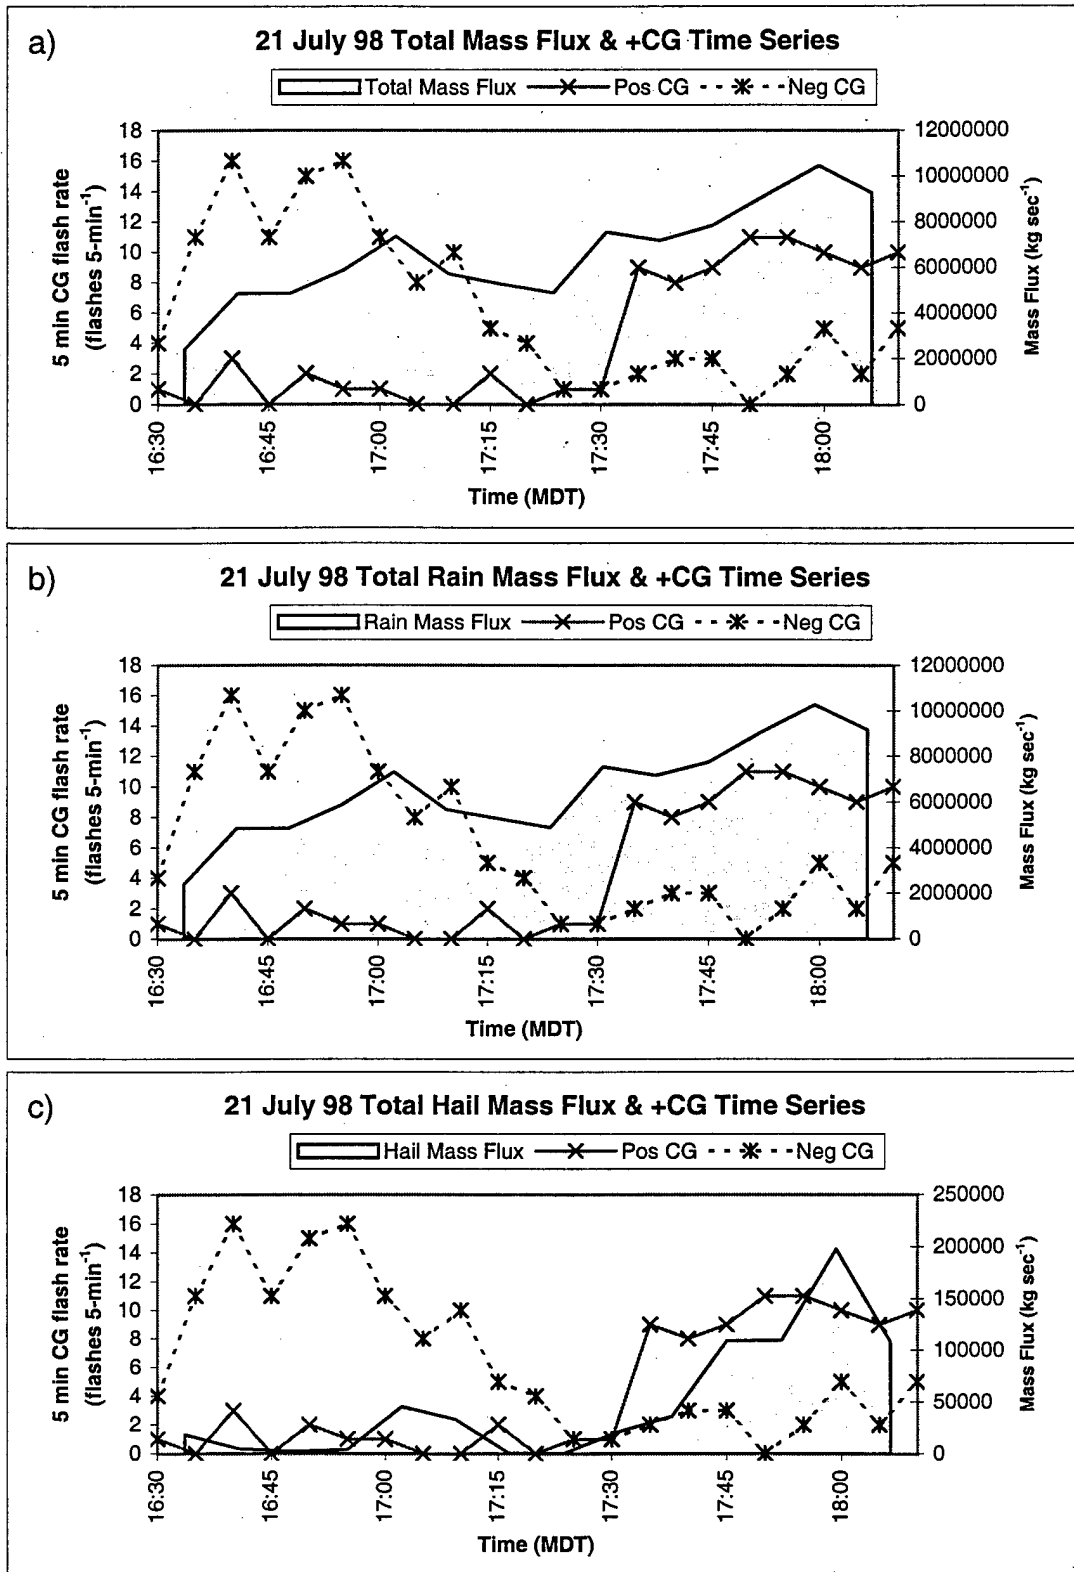 a)
21 July 98 Total Mass Flux & +CG Time Series
Total Mass Flux Pos CG Neg CG
5 min CG flash rate
(flashes 5-min-1)
18
16
14
12
10
8
6
4
2
0
12000000
10000000
8000000
6000000
4000000
2000000
0
Mass Flux (kg sec-1)
16:30 16:45 17:00 17:15 17:30 17:45 18:00
Time (MDT)
b)
21 July 98 Total Rain Mass Flux & +CG Time Series
Rain Mass Flux Pos CG Neg CG
5 min CG flash rate
(flashes 5-min-1)
18
16
14
12
10
8
6
4
2
0
12000000
10000000
8000000
6000000
4000000
2000000
0
Mass Flux (kg sec-1)
16:30 16:45 17:00 17:15 17:30 17:45 18:00
Time (MDT)
c)
21 July 98 Total Hail Mass Flux & +CG Time Series
Hail Mass Flux Pos CG Neg CG
5 min CG flash rate
(flashes 5-min-1)
18
16
14
12
10
8
6
4
2
0
250000
200000
150000
100000
50000
0
Mass Flux (kg sec-1)
16:30 16:45 17:00 17:15 17:30 17:45 18:00
Time (MDT)